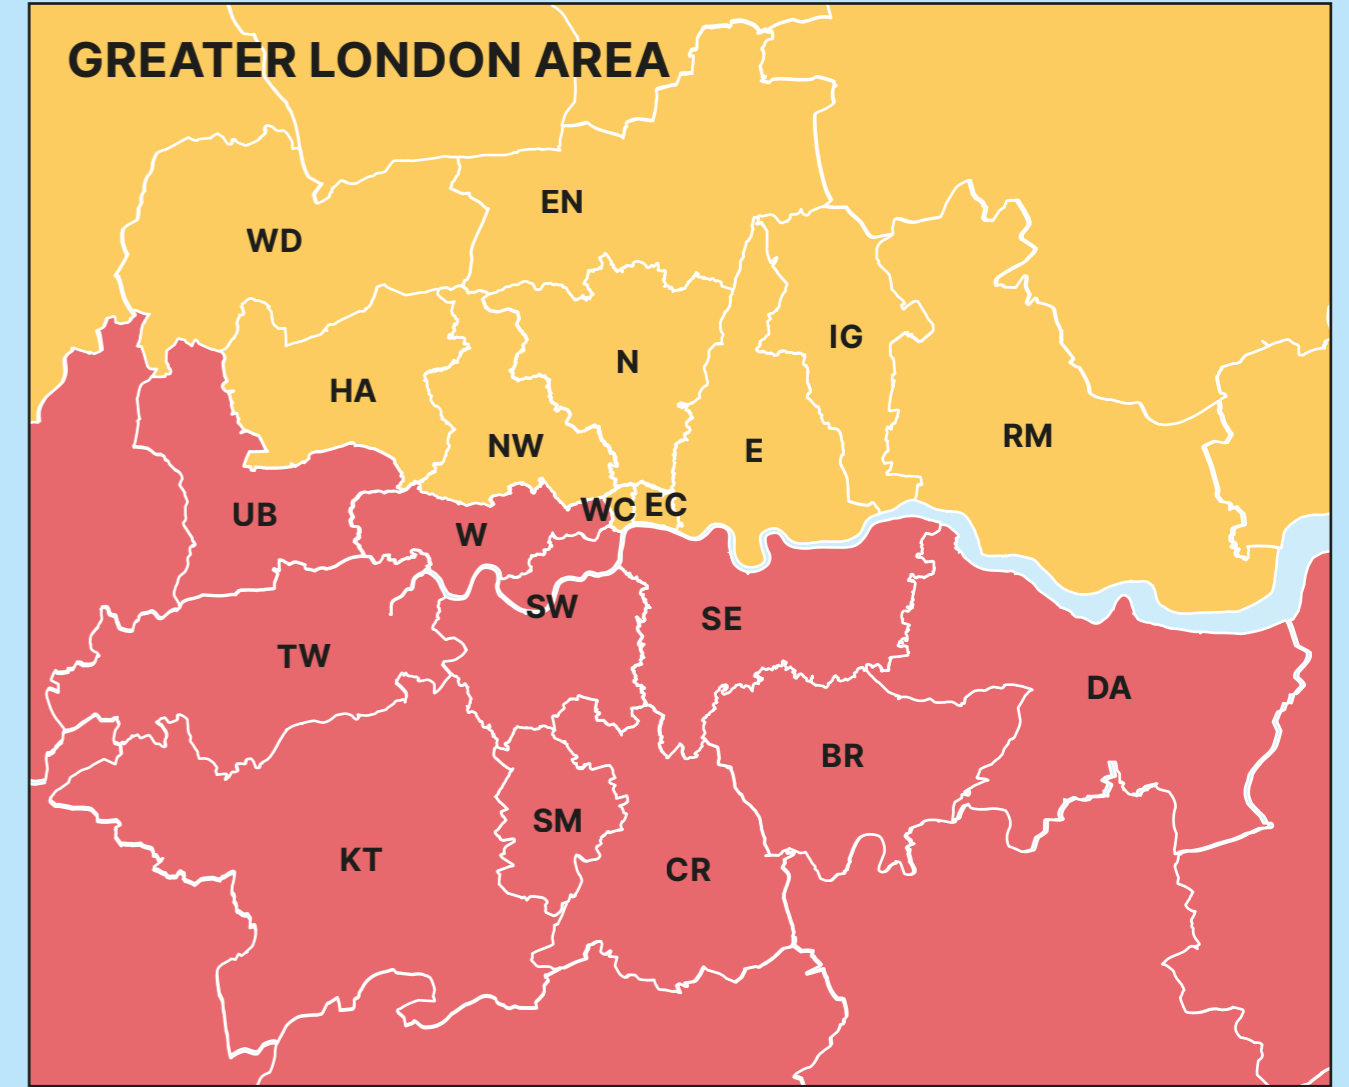 GREATER LONDON AREA
EN
WD
IG
N
HA
RM
NW
E
WC
EC
UB
W
SW
SE
TW
DA
BR
SM
KT
CR